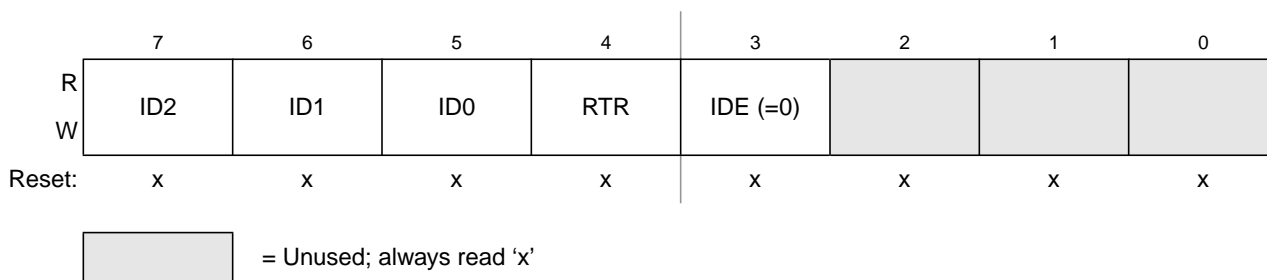 7 6 5 4 3 2 1 0
R
ID2 ID1 ID0 RTR IDE (=0)
W
Reset: x x x x x x x x
= Unused; always read ‘x’